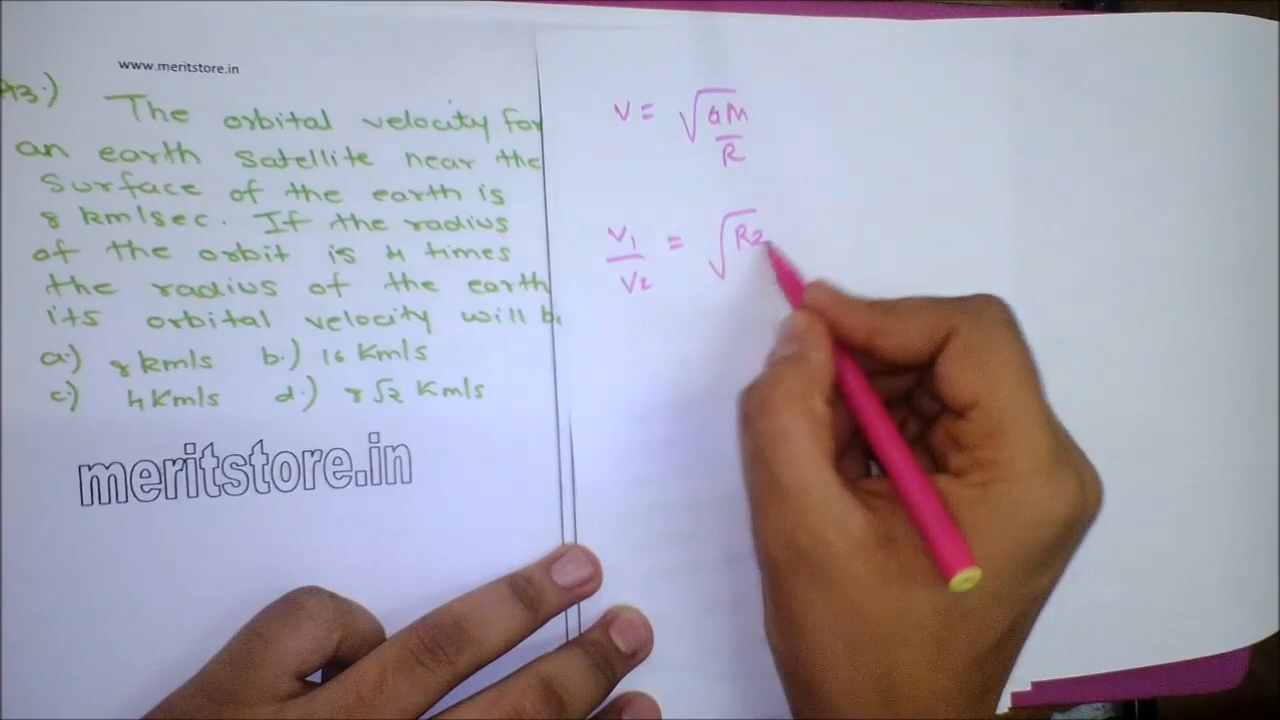 www.meritstore.in
A3.) The orbital velocity for
an earth satellite near the
surface of the earth is
8 km/sec. If the radius
of the orbit is 4 times
the radius of the earth
its orbital velocity will be
a.) 8 km/s b.) 16 Km/s
c.) 4 Km/s d.) 8√2 Km/s
meritstore.in
V = √GM/R
V1/V2 = √R2